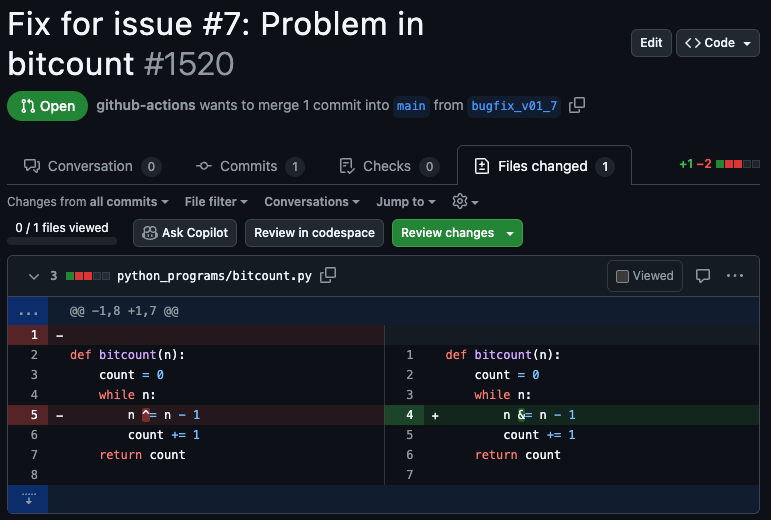 Fix for issue #7: Problem in
bitcount #1520
Edit
<> Code
Open
github-actions wants to merge 1 commit into main from bugfix_v01_7
Conversation 0
Commits 1
Checks 0
Files changed 1
+1 −2
Changes from all commits
File filter
Conversations
Jump to
0 / 1 files viewed
Ask Copilot
Review in codespace
Review changes
3 python_programs/bitcount.py
Viewed
...
@@ -1,8 +1,7 @@
1 -
2 def bitcount(n):
3 count = 0
4 while n:
5 - n ^= n - 1
6 count += 1
7 return count
8
1 def bitcount(n):
2 count = 0
3 while n:
4 + n &= n - 1
5 count += 1
6 return count
7